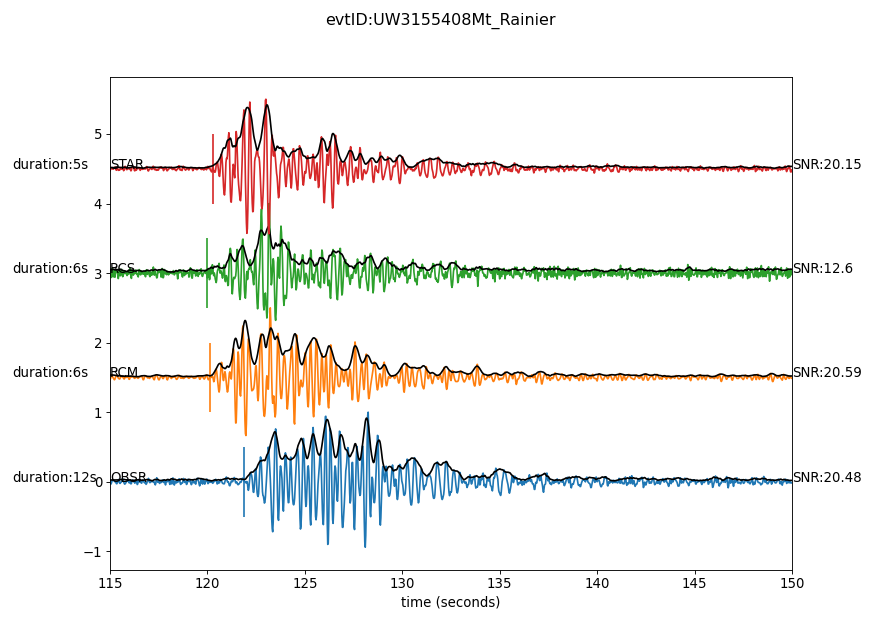 evtID:UW3155408Mt_Rainier
5
duration:5s STAR SNR:20.15
4
duration:6s RCS SNR:12.6
3
2
duration:6s RCM SNR:20.59
1
duration:12s OBSR SNR:20.48
0
−1
115 120 125 130 135 140 145 150
time (seconds)